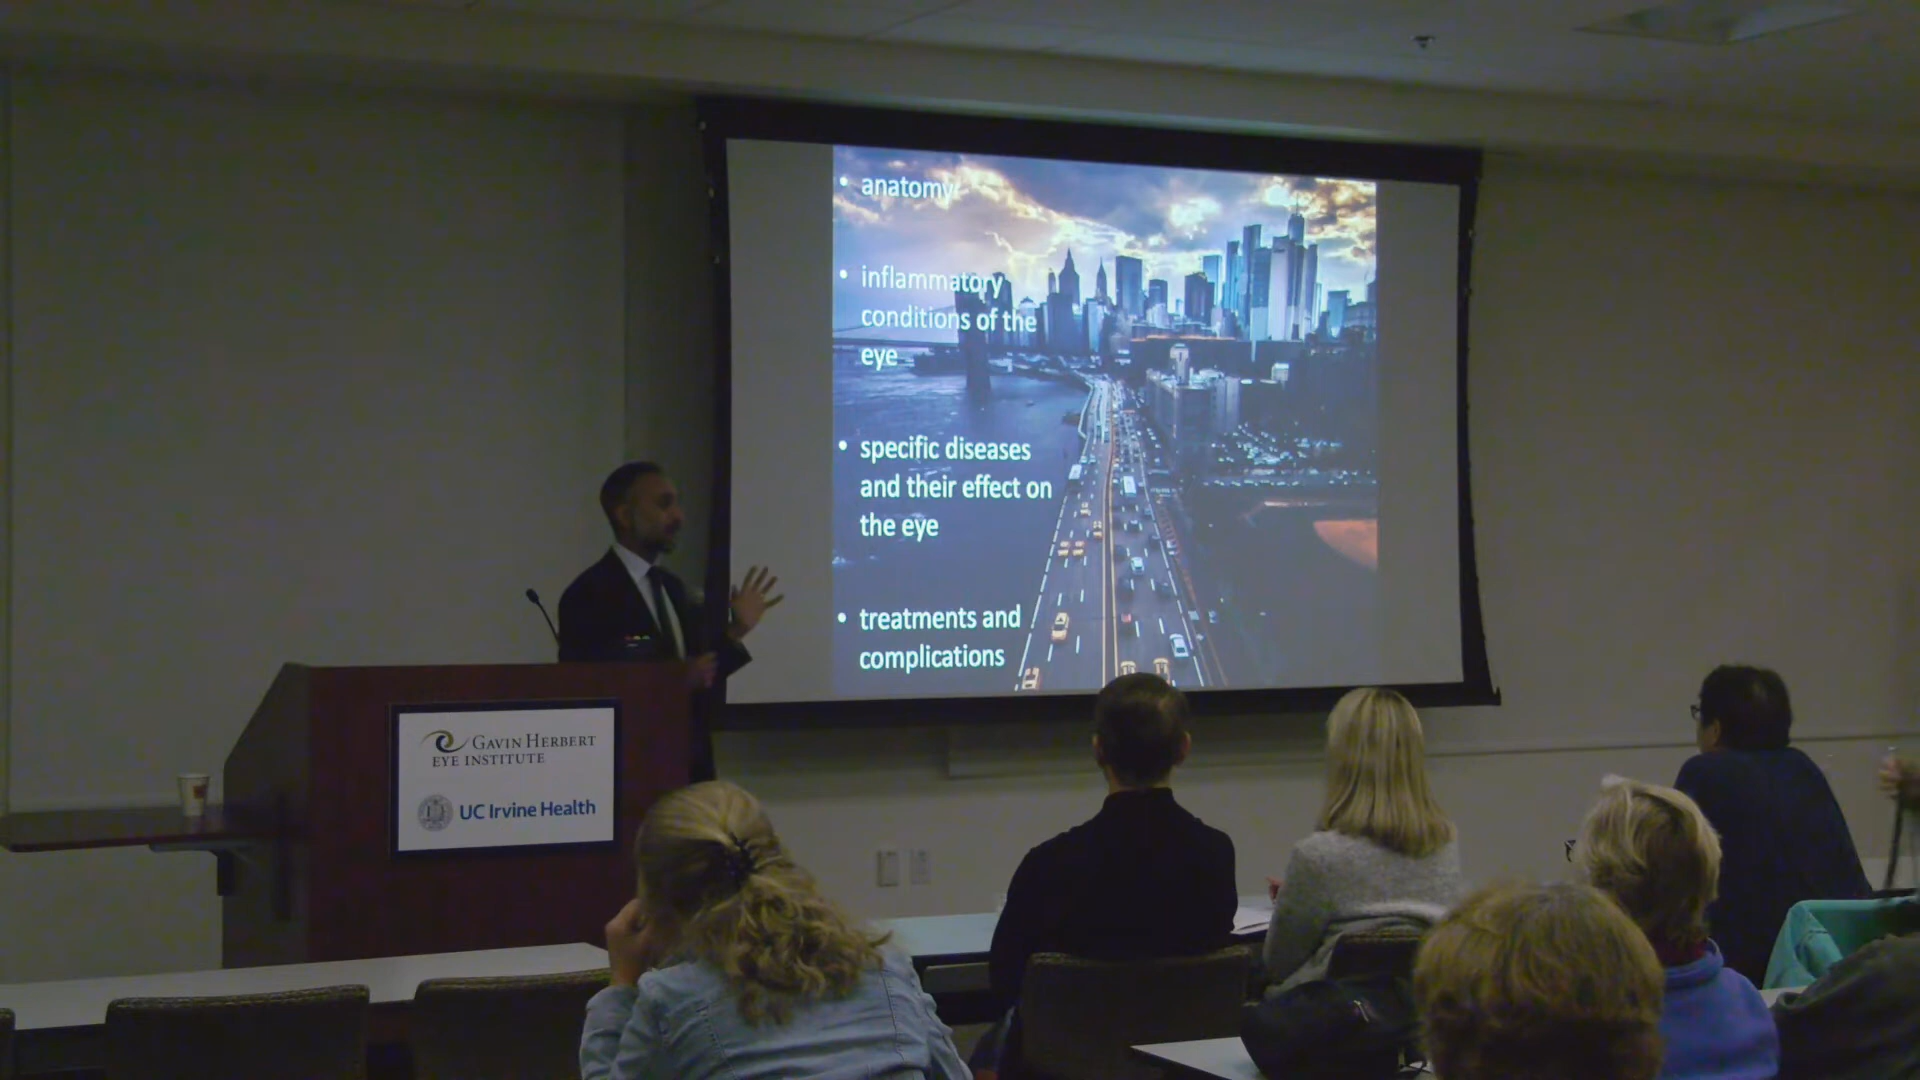 • anatomy
• inflammatory
conditions of the
eye
• specific diseases
and their effect on
the eye
• treatments and
complications
GAVIN HERBERT
EYE INSTITUTE
UC Irvine Health